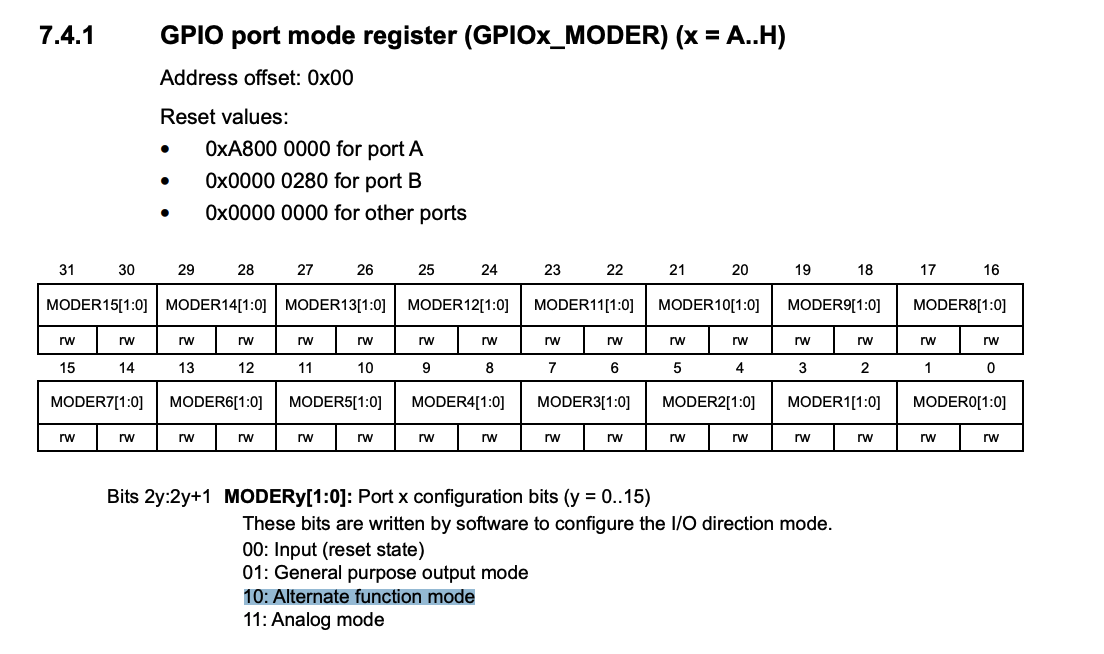 7.4.1 GPIO port mode register (GPIOx_MODER) (x = A..H)
Address offset: 0x00
Reset values:
• 0xA800 0000 for port A
• 0x0000 0280 for port B
• 0x0000 0000 for other ports
31 30 29 28 27 26 25 24 23 22 21 20 19 18 17 16
MODER15[1:0] MODER14[1:0] MODER13[1:0] MODER12[1:0] MODER11[1:0] MODER10[1:0] MODER9[1:0] MODER8[1:0]
rw rw rw rw rw rw rw rw rw rw rw rw rw rw rw rw
15 14 13 12 11 10 9 8 7 6 5 4 3 2 1 0
MODER7[1:0] MODER6[1:0] MODER5[1:0] MODER4[1:0] MODER3[1:0] MODER2[1:0] MODER1[1:0] MODER0[1:0]
rw rw rw rw rw rw rw rw rw rw rw rw rw rw rw rw
Bits 2y:2y+1 MODERy[1:0]: Port x configuration bits (y = 0..15)
These bits are written by software to configure the I/O direction mode.
00: Input (reset state)
01: General purpose output mode
10: Alternate function mode
11: Analog mode